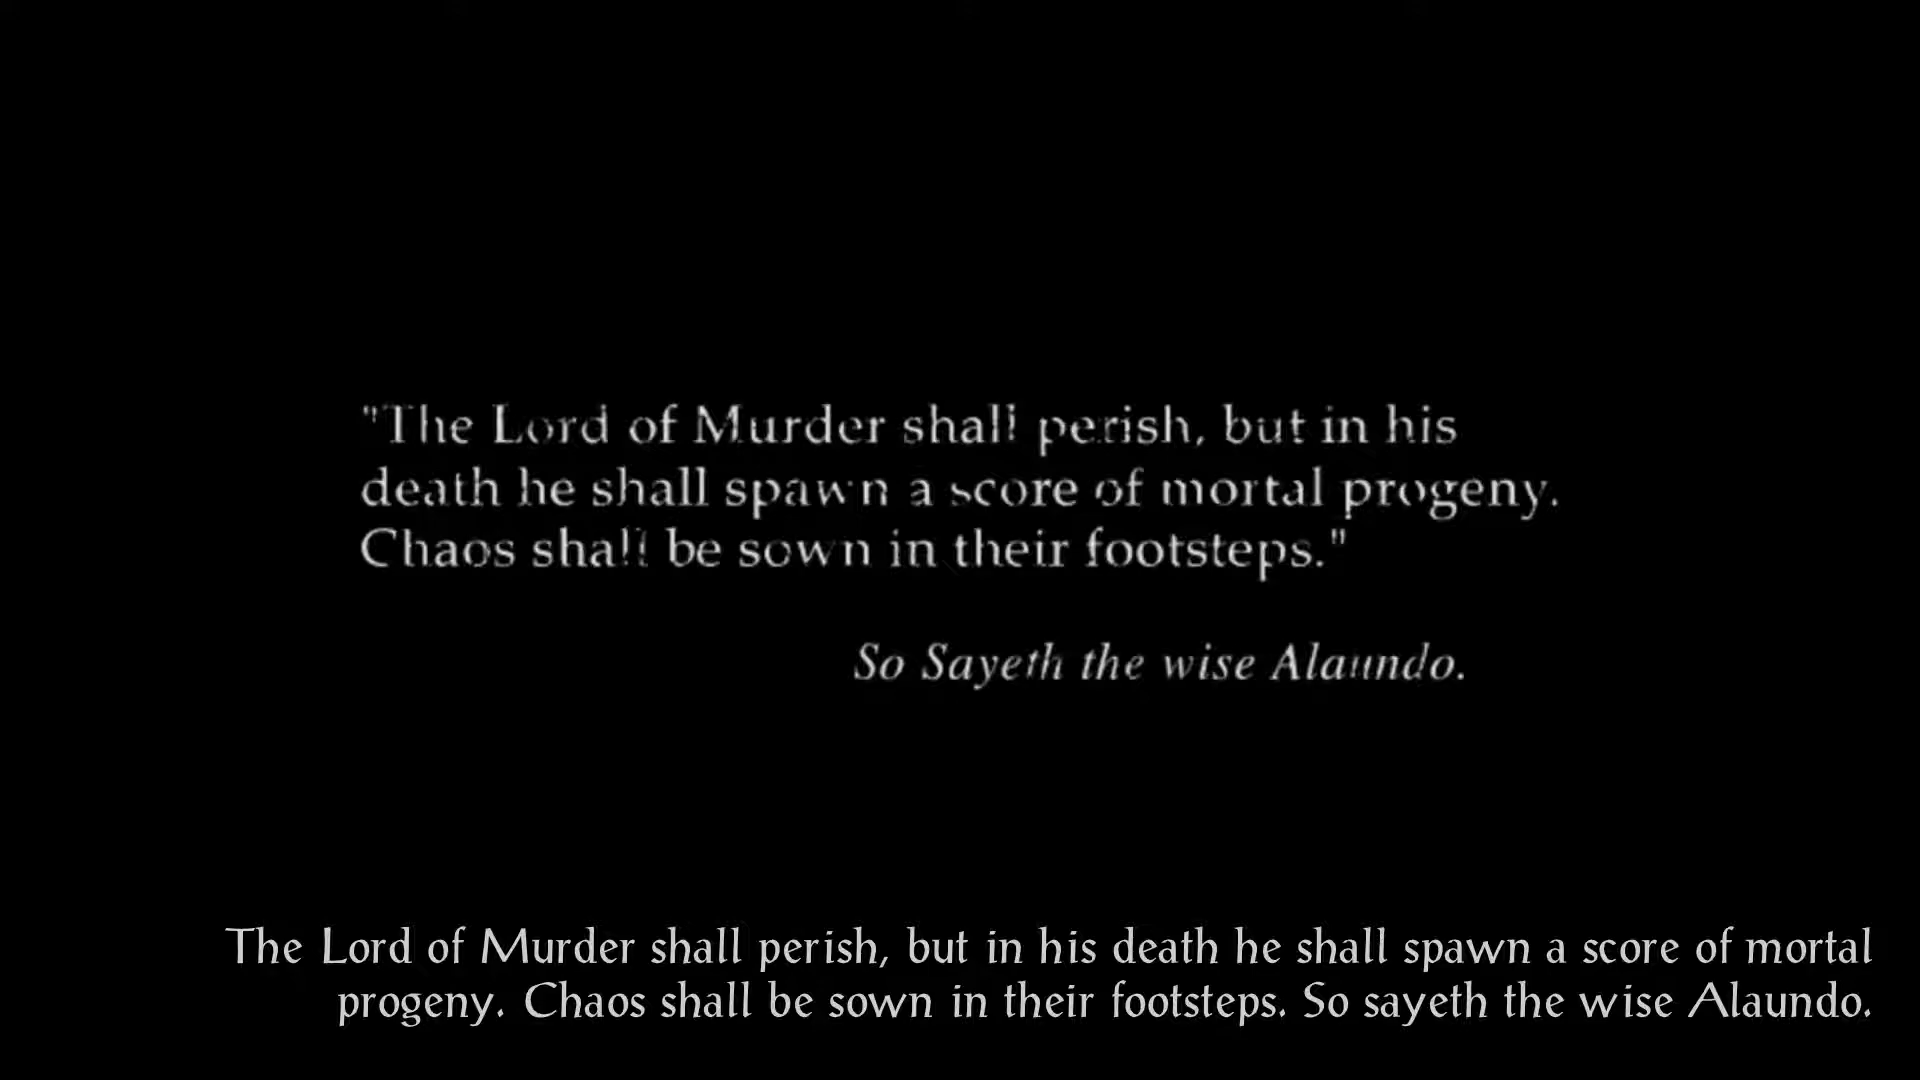 "The Lord of Murder shall perish, but in his
death he shall spawn a score of mortal progeny.
Chaos shall be sown in their footsteps."
So Sayeth the wise Alaundo.
The Lord of Murder shall perish, but in his death he shall spawn a score of mortal
progeny. Chaos shall be sown in their footsteps. So sayeth the wise Alaundo.